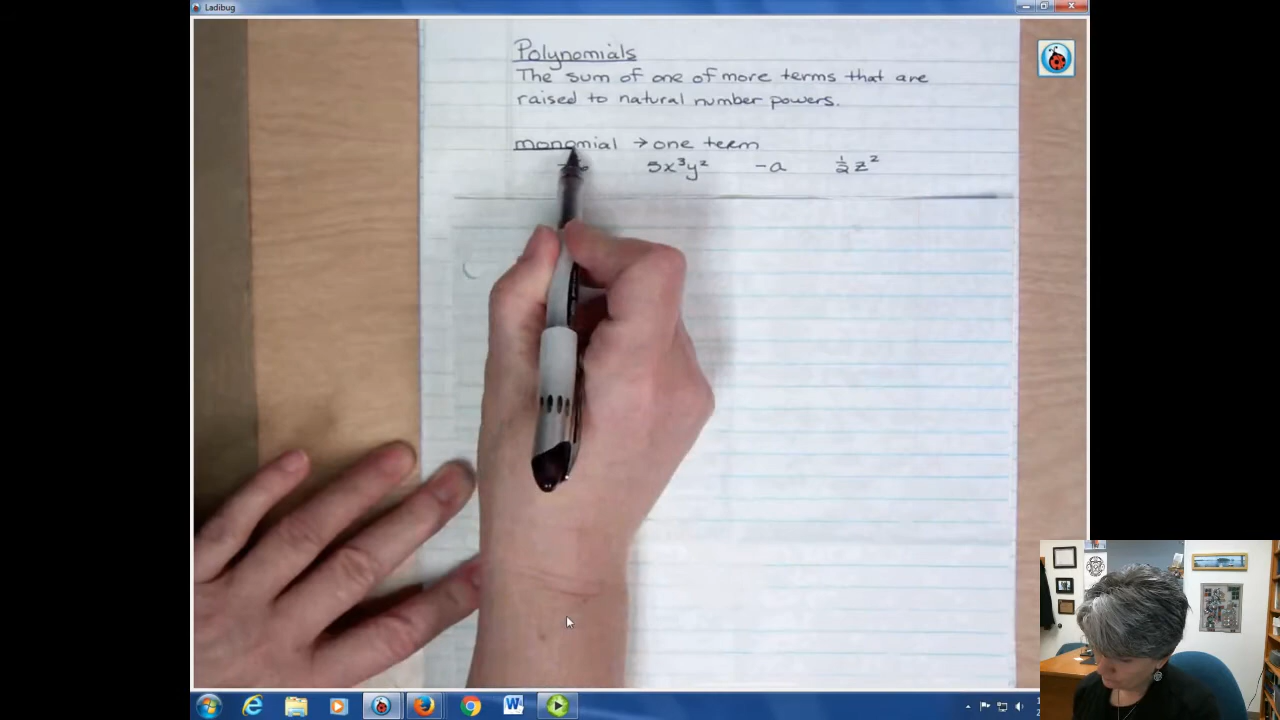 Ladibug
Polynomials
The sum of one of more terms that are
raised to natural number powers.
monomial → one term
5x³y² -a ½z²